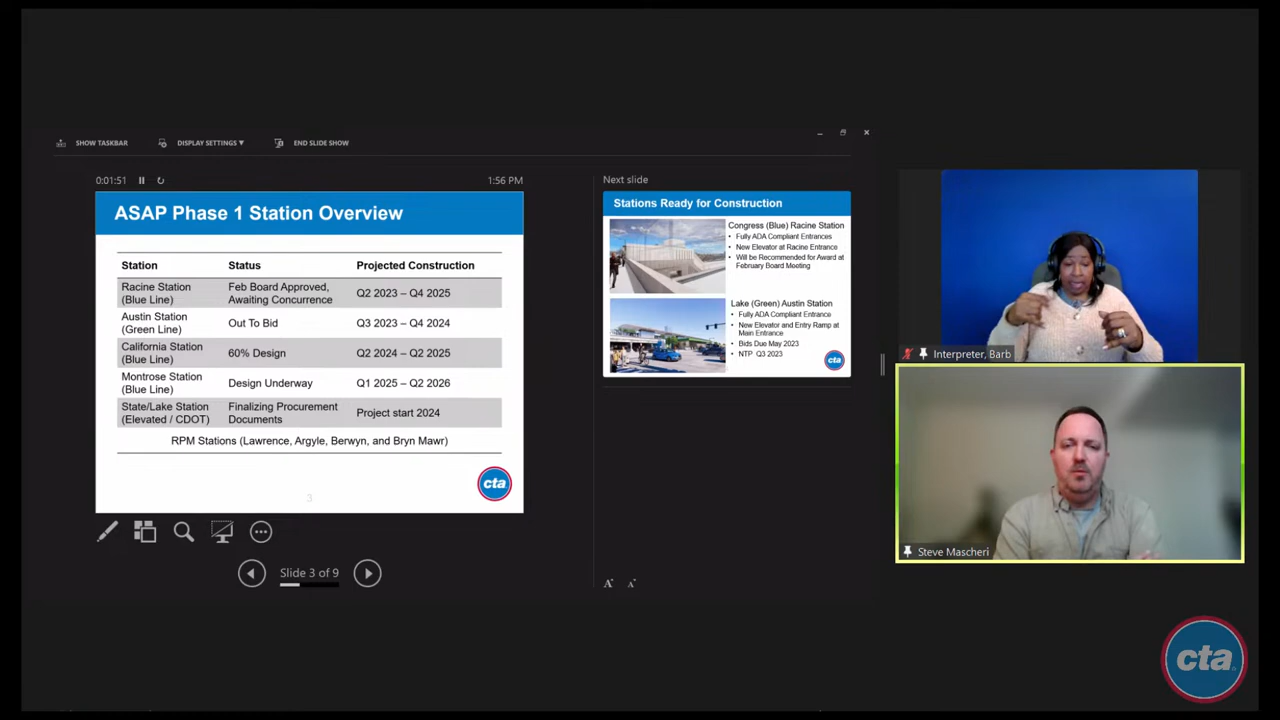 SHOW TASKBAR
DISPLAY SETTINGS ▼
END SLIDE SHOW
0:01:51
1:56 PM
ASAP Phase 1 Station Overview
Station Status Projected Construction
Racine Station
(Blue Line)
Feb Board Approved,
Awaiting Concurrence
Q2 2023 – Q4 2025
Austin Station
(Green Line)
Out To Bid
Q3 2023 – Q4 2024
California Station
(Blue Line)
60% Design
Q2 2024 – Q2 2025
Montrose Station
(Blue Line)
Design Underway
Q1 2025 – Q2 2026
State/Lake Station
(Elevated / CDOT)
Finalizing Procurement
Documents
Project start 2024
RPM Stations (Lawrence, Argyle, Berwyn, and Bryn Mawr)
3
cta
Slide 3 of 9
Next slide
Stations Ready for Construction
Congress (Blue) Racine Station
• Fully ADA Compliant Entrances
• New Elevator at Racine Entrance
• Will be Recommended for Award at
February Board Meeting
Lake (Green) Austin Station
• Fully ADA Compliant Entrance
• New Elevator and Entry Ramp at
Main Entrance
• Bids Due May 2023
• NTP Q3 2023
cta
A A
Interpreter, Barb
Steve Mascheri
cta